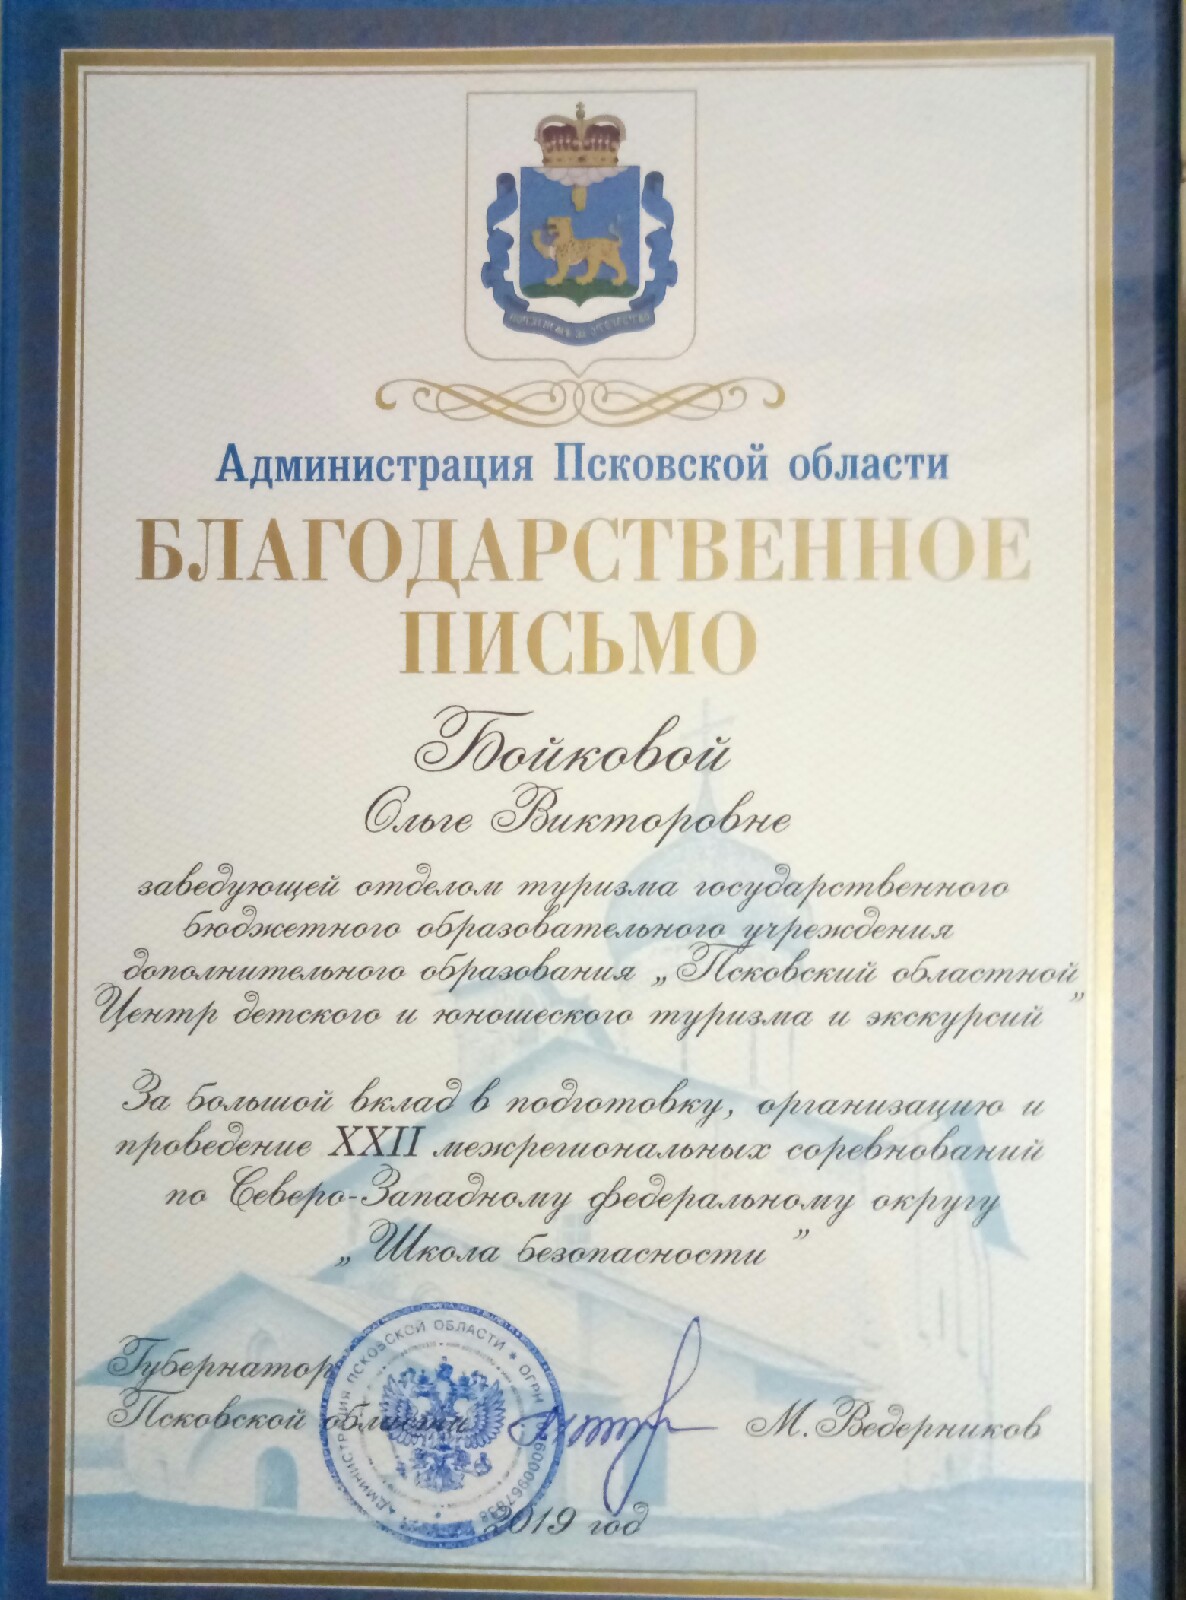 Администрация Псковской области
БЛАГОДАРСТВЕННОЕ
ПИСЬМО
Бойковой
Ольге Викторовне
заведующей отделом туризма государственного
бюджетного образовательного учреждения
дополнительного образования „Псковский областной
Центр детского и юношеского туризма и экскурсий”
За большой вклад в подготовку, организацию и
проведение XXII межрегиональных соревнований
по Северо-Западному федеральному округу
„Школа безопасности”
Губернатор
Псковской области
М. Ведерников
АДМИНИСТРАЦИЯ ПСКОВСКОЙ ОБЛАСТИ * ОГРН
2019 год